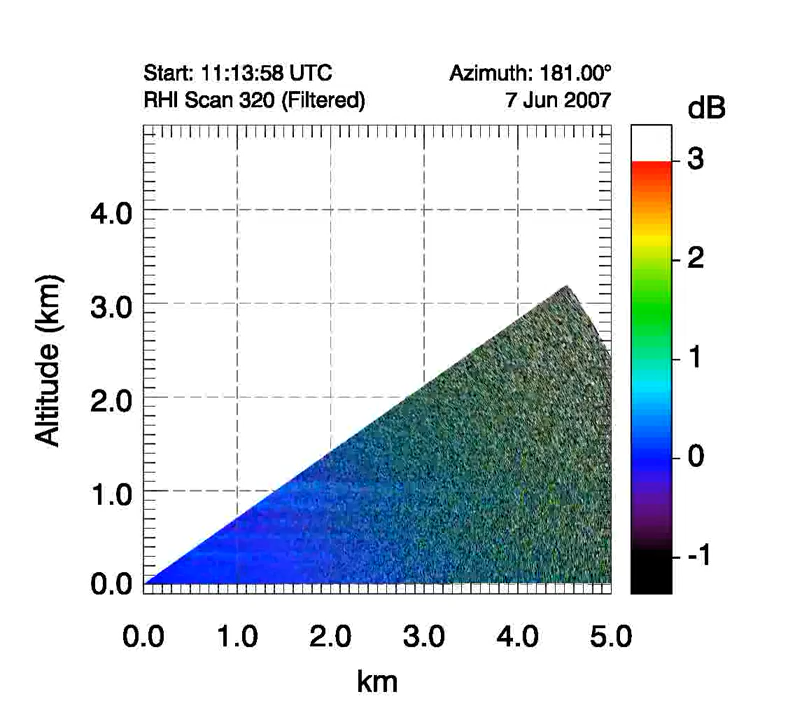 Start: 11:13:58 UTC
Azimuth: 181.00°
RHI Scan 320 (Filtered)
7 Jun 2007
dB
3
2
1
0
-1
Altitude (km)
4.0
3.0
2.0
1.0
0.0
0.0 1.0 2.0 3.0 4.0 5.0
km